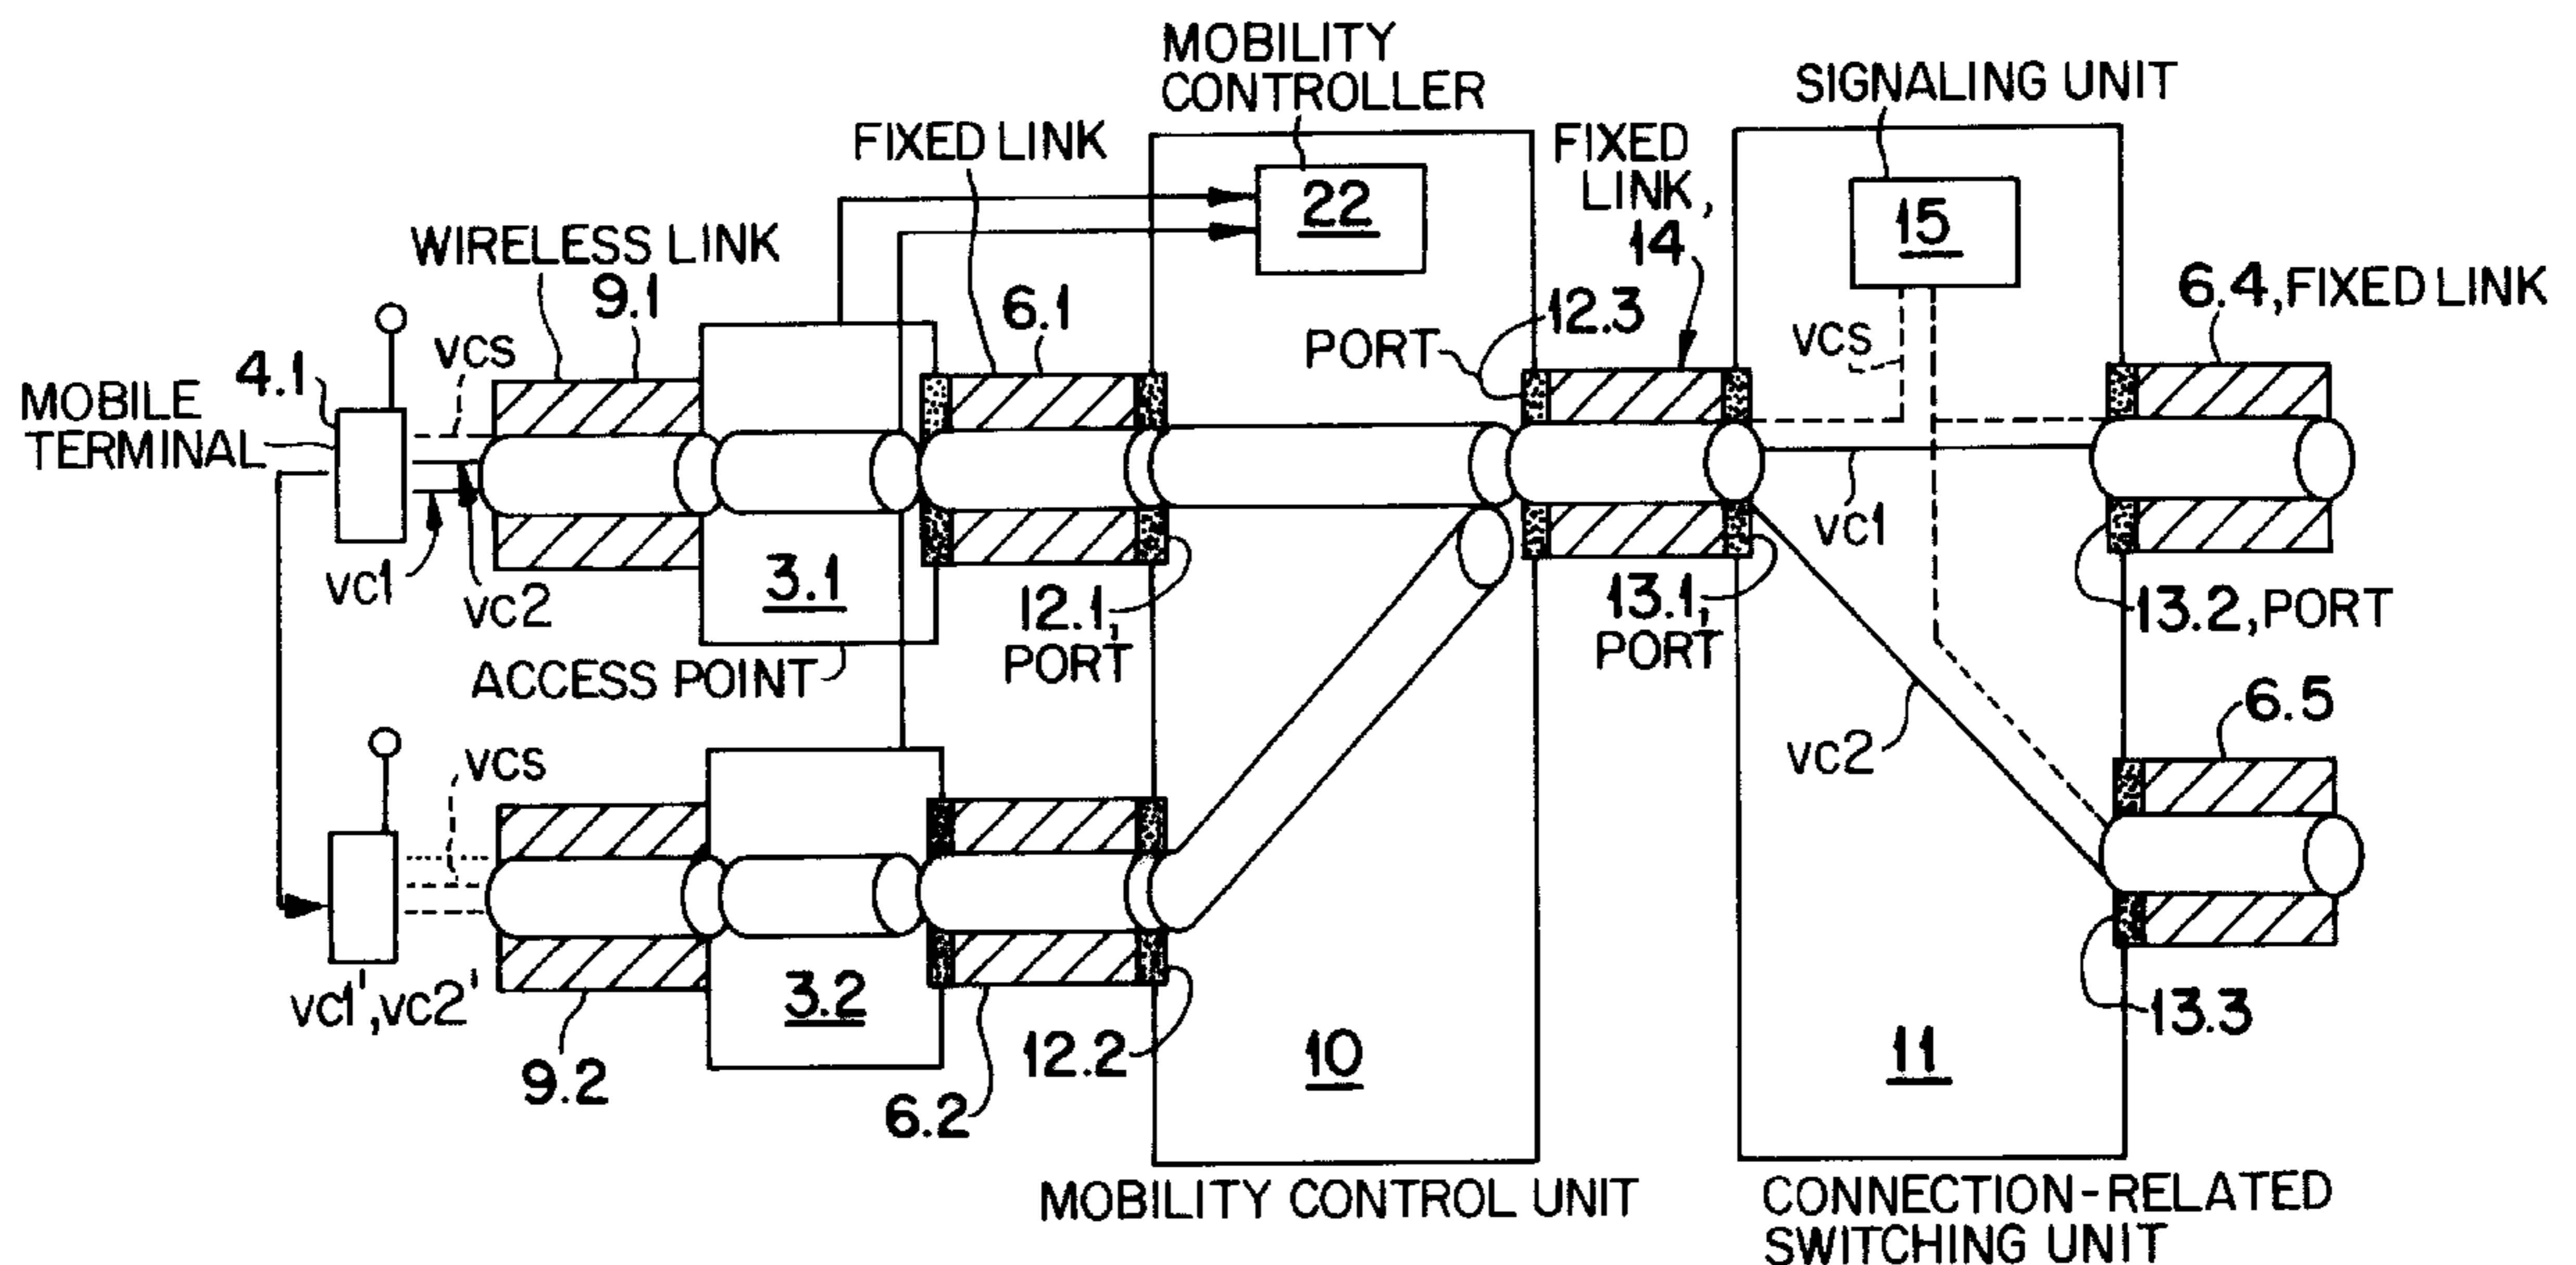 MOBILITY
CONTROLLER
SIGNALING UNIT
FIXED LINK
FIXED
LINK,
14
22
15
WIRELESS LINK
9.1
6.1
12.3
PORT
6.4, FIXED LINK
VCS
4.1
VCS
MOBILE
TERMINAL
VC1
VC2
3.1
12.1,
PORT
13.1,
PORT
VC1
13.2, PORT
ACCESS POINT
VCS
VC2
6.5
VC1', VC2'
9.2
3.2
6.2
12.2
10
11
13.3
MOBILITY CONTROL UNIT
CONNECTION-RELATED
SWITCHING UNIT